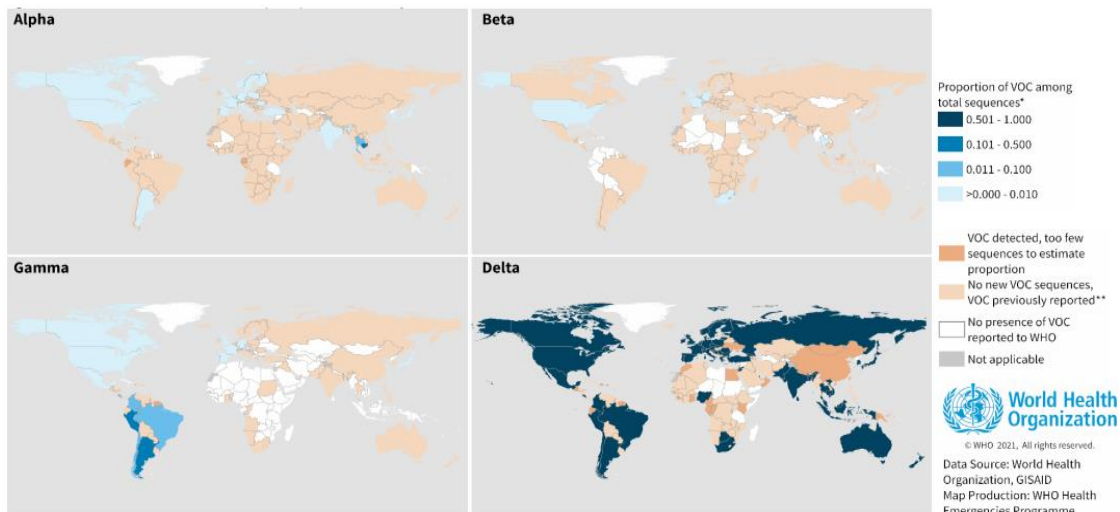 Alpha
Beta
Gamma
Delta
Proportion of VOC among
total sequences*
0.501 - 1.000
0.101 - 0.500
0.011 - 0.100
>0.000 - 0.010
VOC detected, too few
sequences to estimate
proportion
No new VOC sequences,
VOC previously reported**
No presence of VOC
reported to WHO
Not applicable
World Health
Organization
© WHO 2021, All rights reserved.
Data Source: World Health
Organization, GISAID
Map Production: WHO Health
Emergencies Programme